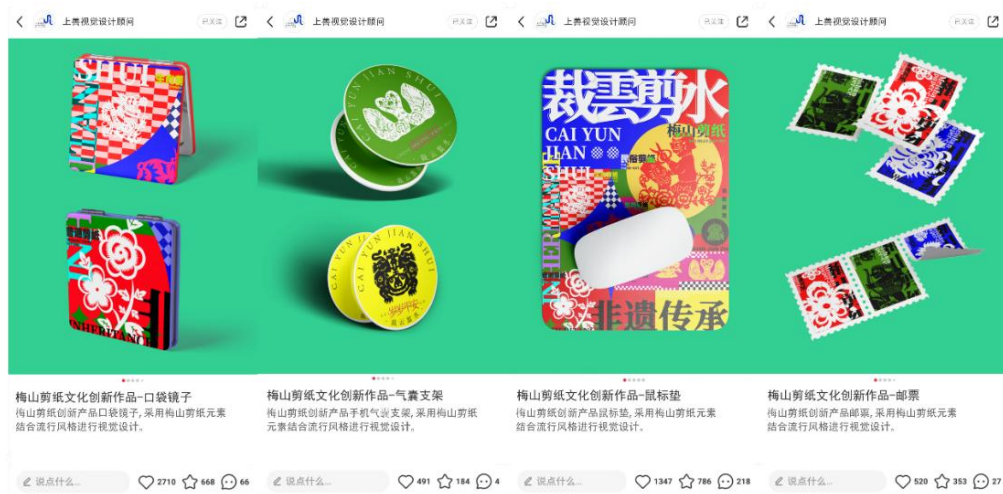 上善视觉设计顾问
已关注
SHUI
INHERITANCE
梅山剪纸文化创新作品-口袋镜子
梅山剪纸创新产品口袋镜子,采用梅山剪纸元素
结合流行风格进行视觉设计。
说点什么...
2710
668
66
上善视觉设计顾问
已关注
CAI YUN JIAN SHUI
CAI YUN JIAN SHUI
梅山剪纸文化创新作品-气囊支架
梅山剪纸创新产品手机气囊支架,采用梅山剪纸
元素结合流行风格进行视觉设计。
说点什么...
491
184
4
上善视觉设计顾问
已关注
裁雲剪水
CAI YUN
JIAN
SHUI
梅山剪纸
非遗传承
梅山剪纸文化创新作品-鼠标垫
梅山剪纸创新产品鼠标垫,采用梅山剪纸元素
结合流行风格进行视觉设计。
说点什么...
1347
786
218
上善视觉设计顾问
已关注
梅山剪纸文化创新作品-邮票
梅山剪纸创新产品邮票,采用梅山剪纸元素
结合流行风格进行视觉设计。
说点什么...
520
353
27